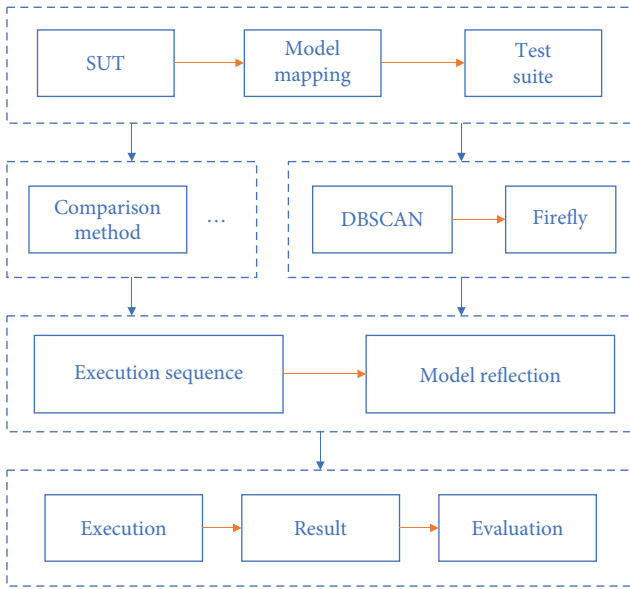 SUT
Model
mapping
Test
suite
Comparison
method
...
DBSCAN
Firefly
Execution sequence
Model reflection
Execution
Result
Evaluation